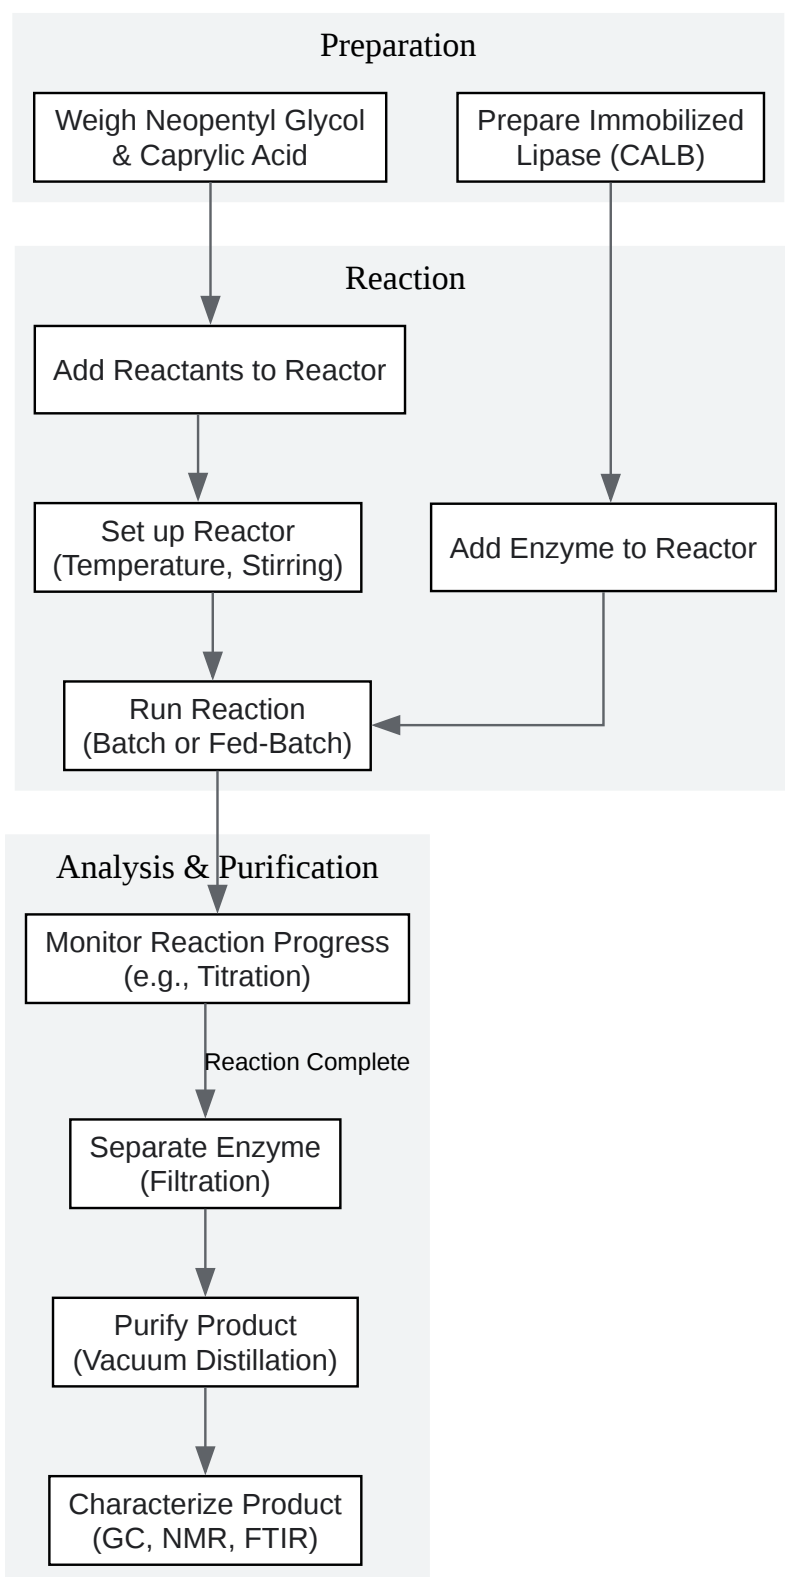 Preparation
Weigh Neopentyl Glycol
& Caprylic Acid
Prepare Immobilized
Lipase (CALB)
Reaction
Add Reactants to Reactor
Set up Reactor
(Temperature, Stirring)
Add Enzyme to Reactor
Run Reaction
(Batch or Fed-Batch)
Analysis & Purification
Monitor Reaction Progress
(e.g., Titration)
Reaction Complete
Separate Enzyme
(Filtration)
Purify Product
(Vacuum Distillation)
Characterize Product
(GC, NMR, FTIR)